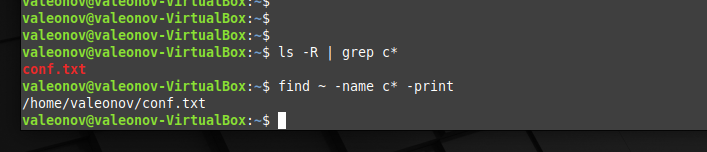 valeonov@valeonov-VirtualBox:~$
valeonov@valeonov-VirtualBox:~$
valeonov@valeonov-VirtualBox:~$
valeonov@valeonov-VirtualBox:~$ ls -R | grep c*
conf.txt
valeonov@valeonov-VirtualBox:~$ find ~ -name c* -print
/home/valeonov/conf.txt
valeonov@valeonov-VirtualBox:~$